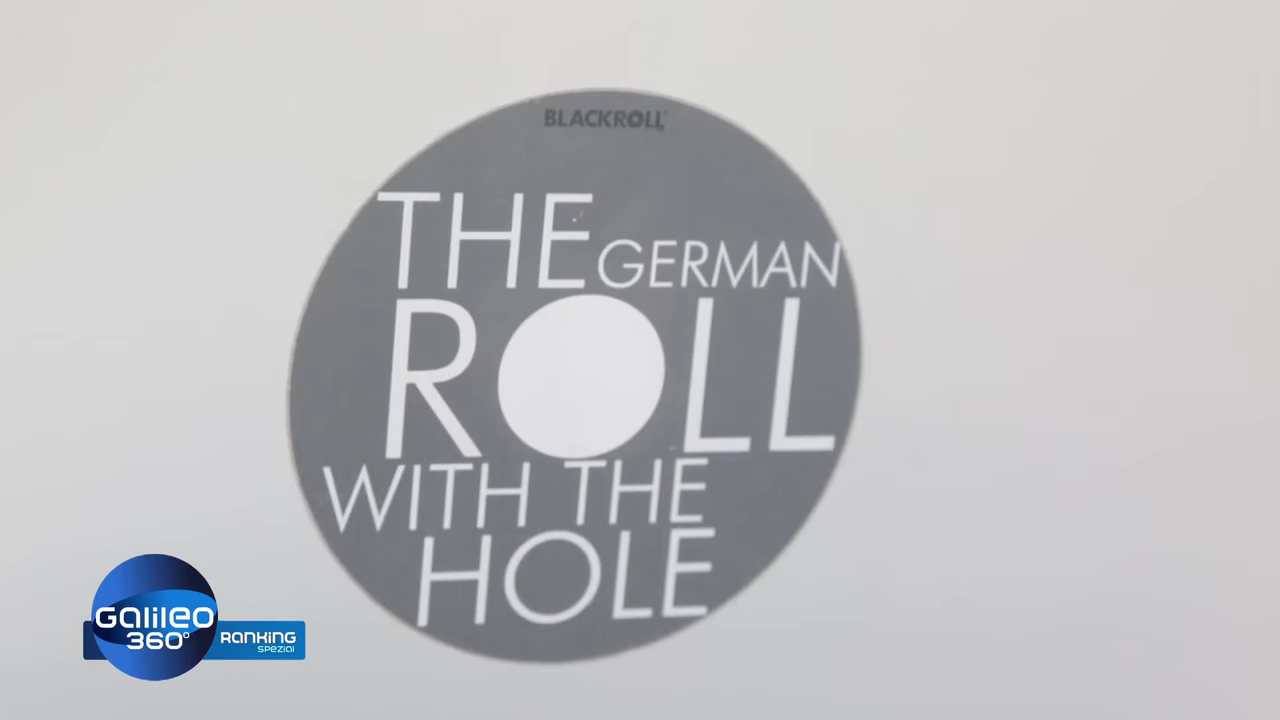 BLACKROLL
THE GERMAN
ROLL
WITH THE
HOLE
Galileo
360°
RANKING
SPEZIAL